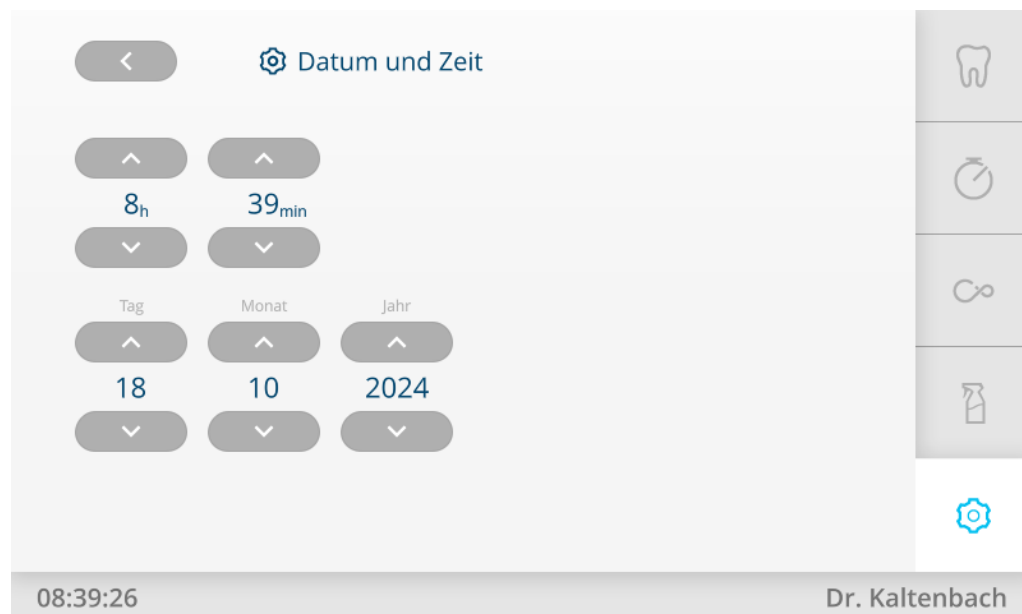 Datum und Zeit
8h 39min
Tag Monat Jahr
18 10 2024
08:39:26 Dr. Kaltenbach